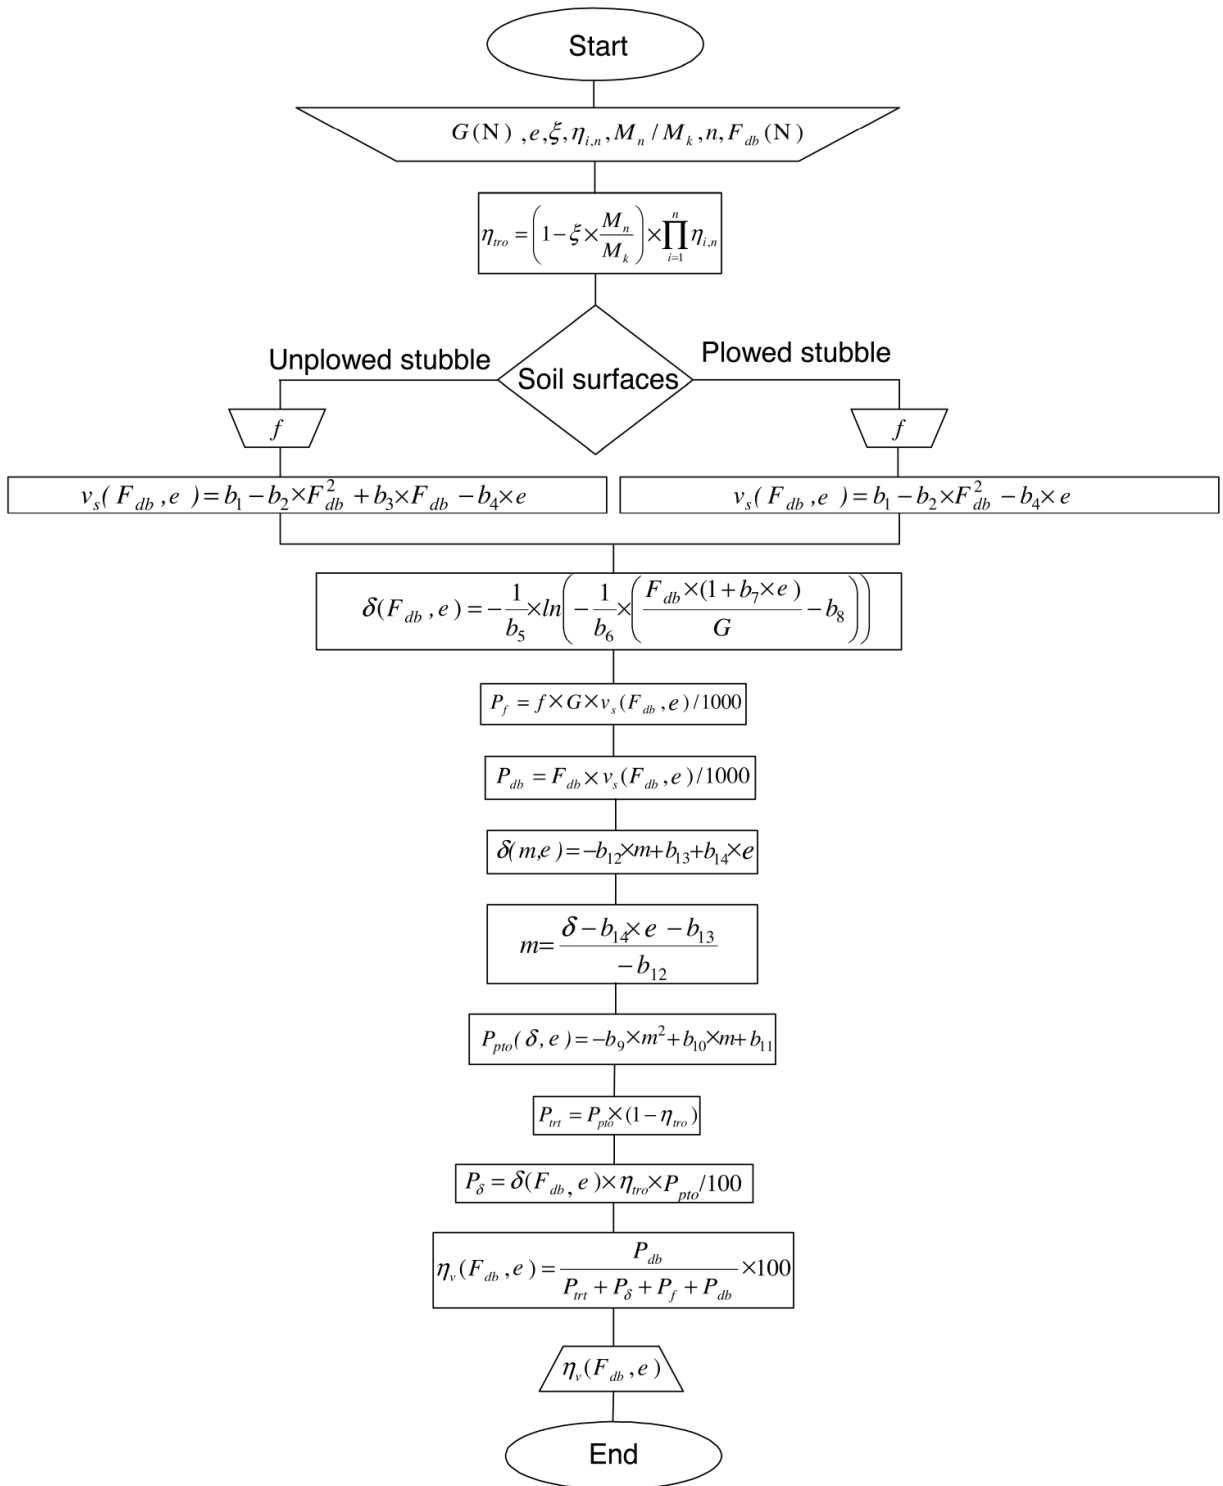 Start
G(N) ,e,ξ,η_{i,n},M_n / M_k,n,F_{db}(N)
η_{tro} = (1−ξ×\frac{M_n}{M_k})×∏_{i=1}^{n} η_{i,n}
Unplowed stubble
Soil surfaces
Plowed stubble
f
f
v_s( F_{db} ,e ) = b_1 − b_2×F_{db}^2 + b_3×F_{db} − b_4×e
v_s( F_{db} ,e ) = b_1 − b_2×F_{db}^2 − b_4× e
δ(F_{db} ,e ) = −\frac{1}{b_5}×ln(−\frac{1}{b_6}×(\frac{F_{db}×(1+b_7×e )}{G}−b_8))
P_f = f×G×v_s(F_{db} ,e)/1000
P_{db} = F_{db}×v_s(F_{db} ,e)/1000
δ(m,e)=−b_{12}×m+b_{13}+b_{14}×e
m=\frac{δ−b_{14}×e −b_{13}}{−b_{12}}
P_{pto}( δ, e )=−b_9×m^2+b_{10}×m+b_{11}
P_{trt} = P_{pto}×(1−η_{tro})
P_δ = δ(F_{db}, e)×η_{tro}×P_{pto}/100
η_v(F_{db} ,e )=\frac{P_{db}}{P_{trt} + P_δ + P_f + P_{db}}×100
η_v(F_{db} ,e)
End